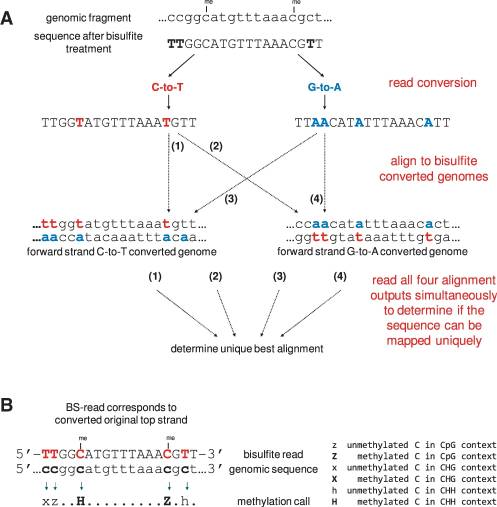 A
me me
genomic fragment …ccggcatgtttaaacgct…
sequence after bisulfite treatment TTGGCATGTTTAAACGTT
C-to-T G-to-A read conversion
TTGGTATGTTTAAATGTT TTAACATATTTAAACATT
(1) (2) (3) (4)
align to bisulfite
converted genomes
…ttggtatgtttaaatgtt… …ccaacatatttaaacact…
…aaccatacaaatttacaa… …ggttgtataaatttgtga…
forward strand C-to-T converted genome forward strand G-to-A converted genome
(1) (2) (3) (4)
read all four alignment
outputs simultaneously
to determine if the
sequence can be
mapped uniquely
determine unique best alignment
B
BS-read corresponds to
converted original top strand
me me
5'-TTGGCATGTTTAAACGTT-3' bisulfite read
5'…ccggcatgtttaaacgct…3' genomic sequence
xz..H.........Z.h. methylation call
z unmethylated C in CpG context
Z methylated C in CpG context
x unmethylated C in CHG context
X methylated C in CHG context
h unmethylated C in CHH context
H methylated C in CHH context